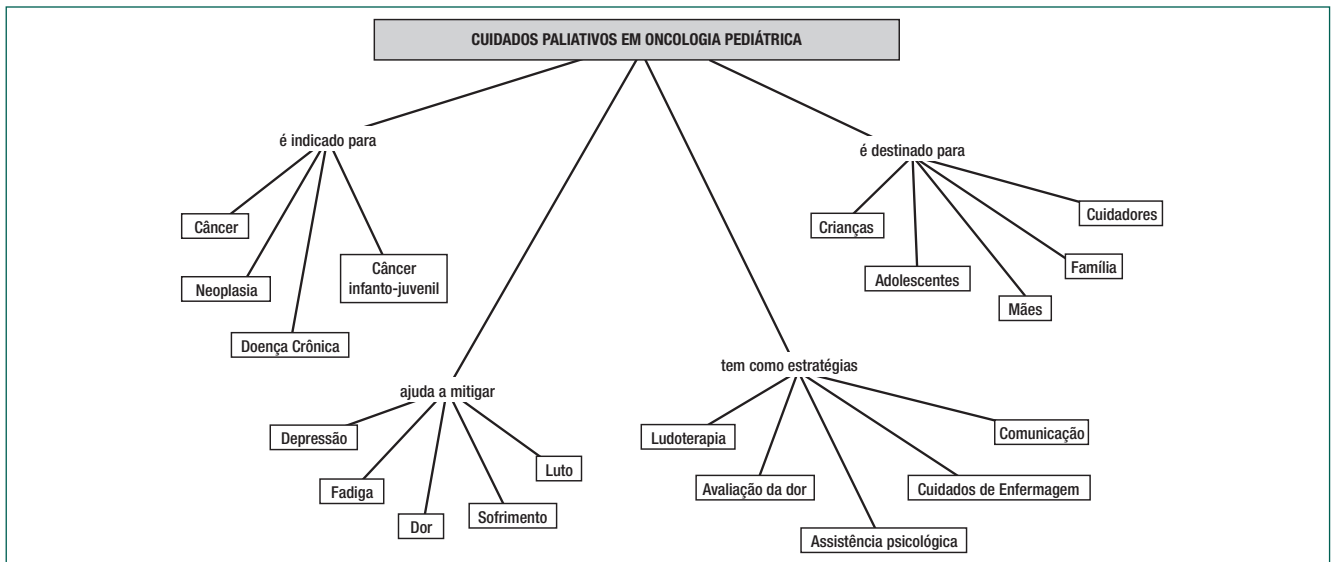 CUIDADOS PALIATIVOS EM ONCOLOGIA PEDIÁTRICA
é indicado para
Câncer
Neoplasia
Doença Crônica
Câncer
infanto-juvenil
é destinado para
Crianças
Adolescentes
Mães
Família
Cuidadores
ajuda a mitigar
Depressão
Fadiga
Dor
Sofrimento
Luto
tem como estratégias
Ludoterapia
Avaliação da dor
Assistência psicológica
Cuidados de Enfermagem
Comunicação